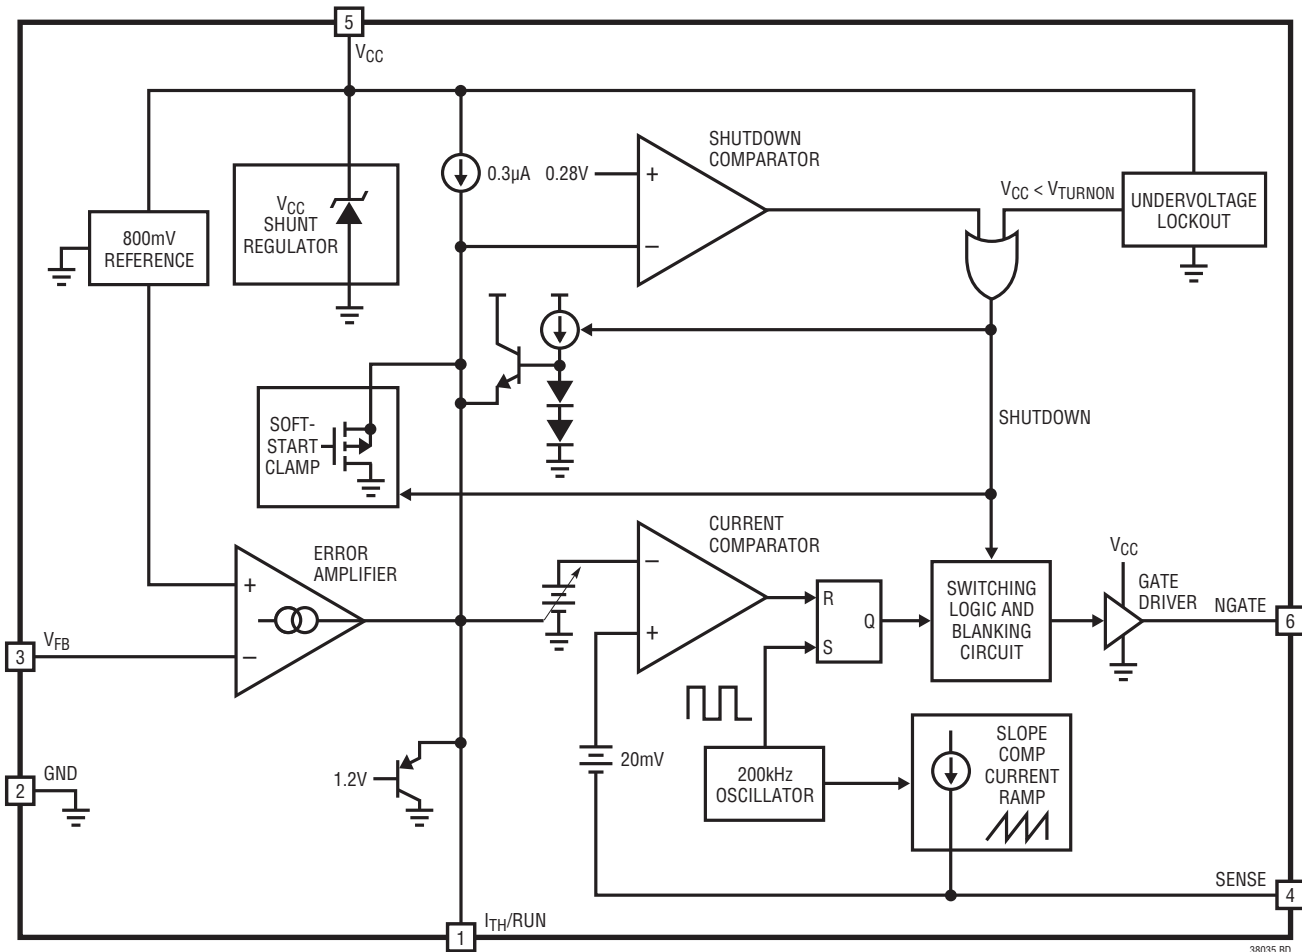 5
VCC
SHUTDOWN
COMPARATOR
0.3µA
0.28V
+
–
VCC < VTURNON
UNDERVOLTAGE
LOCKOUT
VCC
SHUNT
REGULATOR
800mV
REFERENCE
SOFT-
START
CLAMP
SHUTDOWN
ERROR
AMPLIFIER
+
–
CURRENT
COMPARATOR
–
+
R
S
Q
SWITCHING
LOGIC AND
BLANKING
CIRCUIT
VCC
GATE
DRIVER
NGATE
6
3
VFB
2
GND
1.2V
20mV
200kHz
OSCILLATOR
SLOPE
COMP
CURRENT
RAMP
SENSE
4
1
ITH/RUN
38035 BD